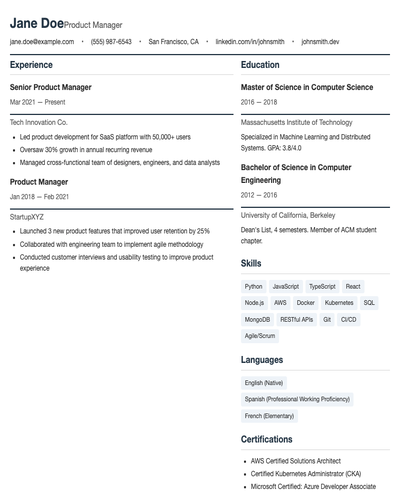 Jane Doe Product Manager
jane.doe@example.com • (555) 987-6543 • San Francisco, CA • linkedin.com/in/johnsmith • johnsmith.dev
Experience
Senior Product Manager
Mar 2021 — Present
Tech Innovation Co.
• Led product development for SaaS platform with 50,000+ users
• Oversaw 30% growth in annual recurring revenue
• Managed cross-functional team of designers, engineers, and data analysts
Product Manager
Jan 2018 — Feb 2021
StartupXYZ
• Launched 3 new product features that improved user retention by 25%
• Collaborated with engineering team to implement agile methodology
• Conducted customer interviews and usability testing to improve product
experience
Education
Master of Science in Computer Science
2016 — 2018
Massachusetts Institute of Technology
Specialized in Machine Learning and Distributed
Systems. GPA: 3.8/4.0
Bachelor of Science in Computer
Engineering
2012 — 2016
University of California, Berkeley
Dean's List, 4 semesters. Member of ACM student
chapter.
Skills
Python JavaScript TypeScript React
Node.js AWS Docker Kubernetes SQL
MongoDB RESTful APIs Git CI/CD
Agile/Scrum
Languages
English (Native)
Spanish (Professional Working Proficiency)
French (Elementary)
Certifications
• AWS Certified Solutions Architect
• Certified Kubernetes Administrator (CKA)
• Microsoft Certified: Azure Developer Associate